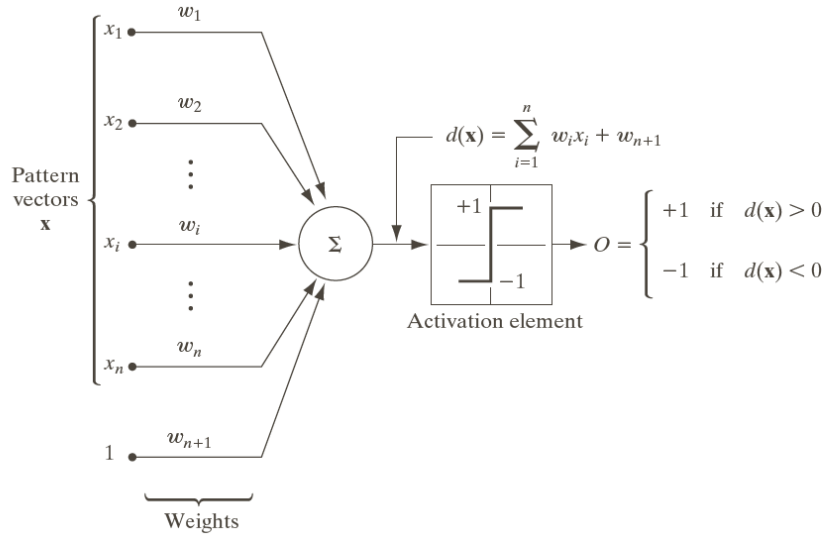 x₁ w₁
x₂ w₂
⋮
Pattern
vectors
x
xᵢ wᵢ
⋮
xₙ wₙ
1 wₙ₊₁
Weights
Σ
d(x) = ∑ⁿᵢ₌₁ wᵢxᵢ + wₙ₊₁
+1
−1
Activation element
O = {
+1 if d(x) > 0
−1 if d(x) < 0